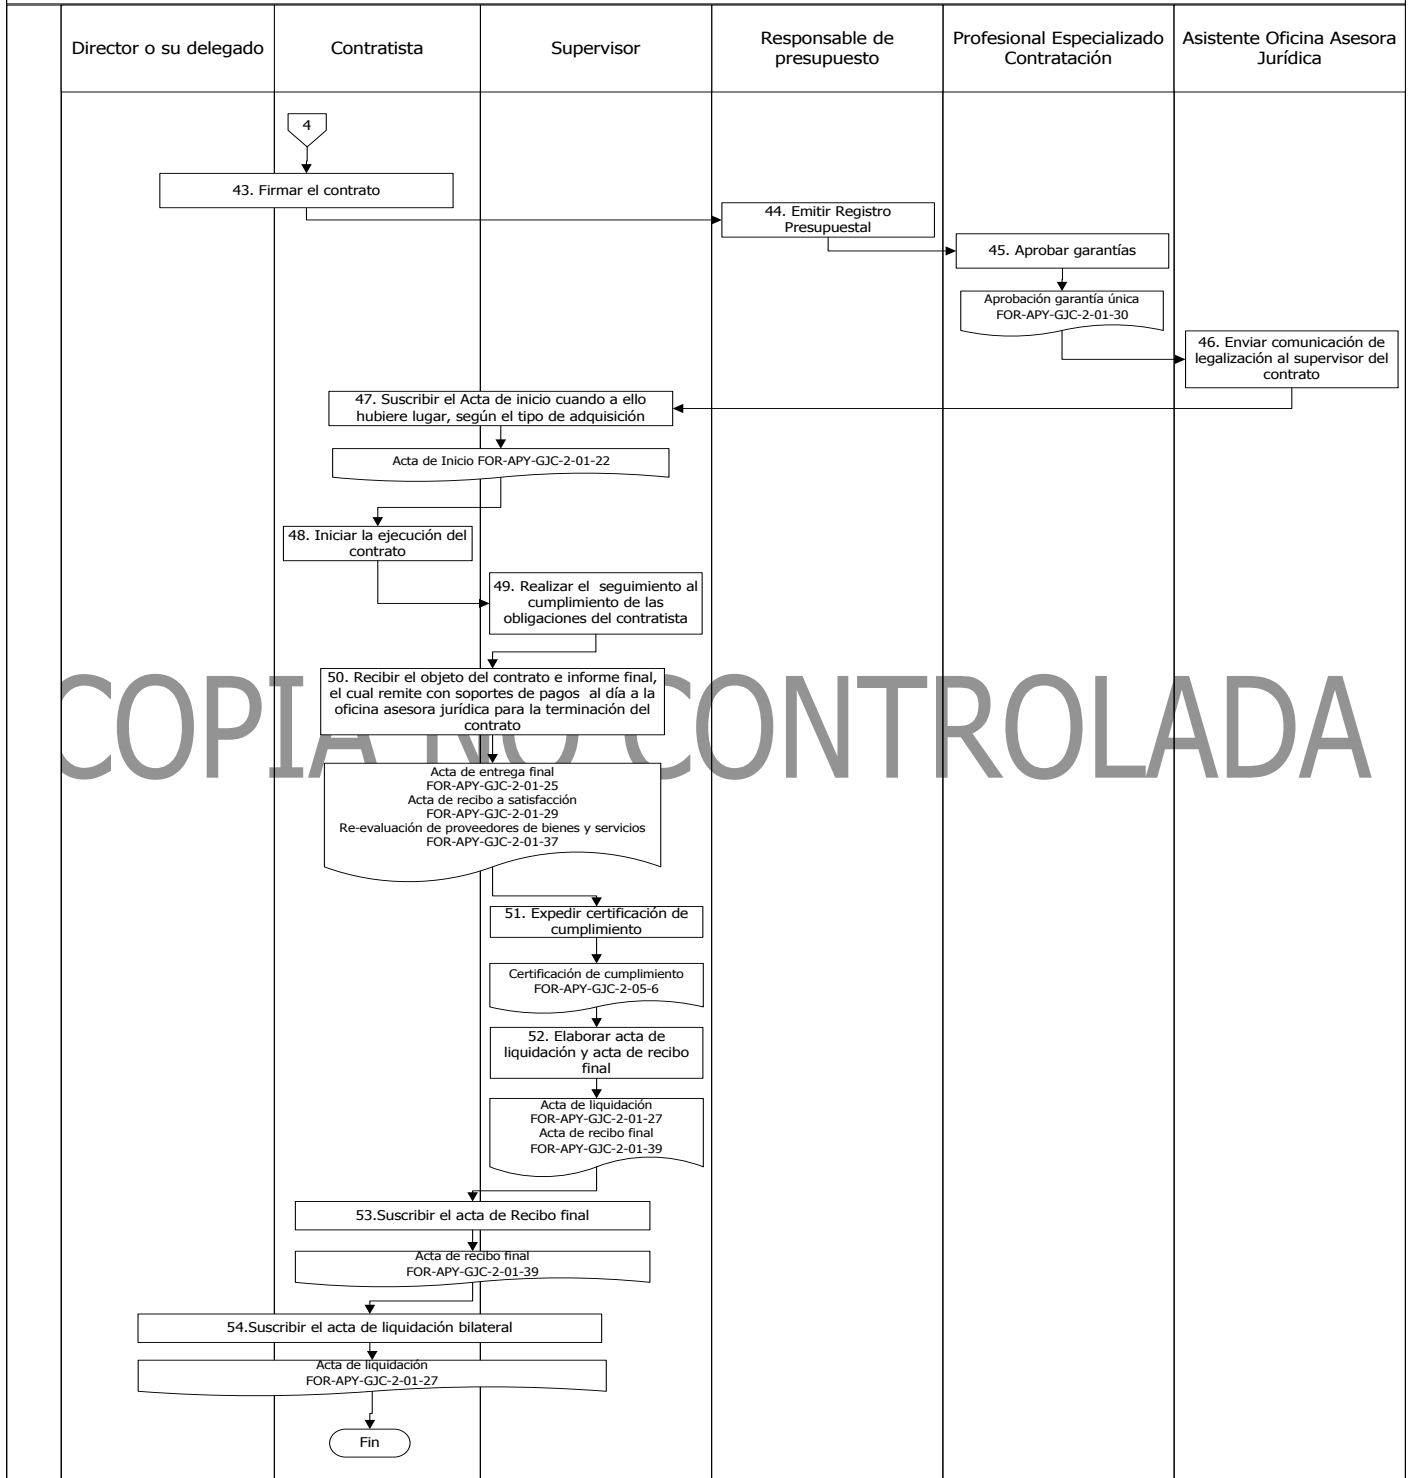 Director o su delegado
Contratista
Supervisor
Responsable de
presupuesto
Profesional Especializado
Contratación
Asistente Oficina Asesora
Jurídica
4
43. Firmar el contrato
44. Emitir Registro
Presupuestal
45. Aprobar garantías
Aprobación garantía única
FOR-APY-GJC-2-01-30
46. Enviar comunicación de
legalización al supervisor del
contrato
47. Suscribir el Acta de inicio cuando a ello
hubiere lugar, según el tipo de adquisición
Acta de Inicio FOR-APY-GJC-2-01-22
48. Iniciar la ejecución del
contrato
49. Realizar el  seguimiento al
cumplimiento de las
obligaciones del contratista
50. Recibir el objeto del contrato e informe final,
el cual remite con soportes de pagos  al día a la
oficina asesora jurídica para la terminación del
contrato
COPIA NO CONTROLADA
Acta de entrega final
FOR-APY-GJC-2-01-25
Acta de recibo a satisfacción
FOR-APY-GJC-2-01-29
Re-evaluación de proveedores de bienes y servicios
FOR-APY-GJC-2-01-37
51. Expedir certificación de
cumplimiento
Certificación de cumplimiento
FOR-APY-GJC-2-05-6
52. Elaborar acta de
liquidación y acta de recibo
final
Acta de liquidación
FOR-APY-GJC-2-01-27
Acta de recibo final
FOR-APY-GJC-2-01-39
53.Suscribir el acta de Recibo final
Acta de recibo final
FOR-APY-GJC-2-01-39
54.Suscribir el acta de liquidación bilateral
Acta de liquidación
FOR-APY-GJC-2-01-27
Fin